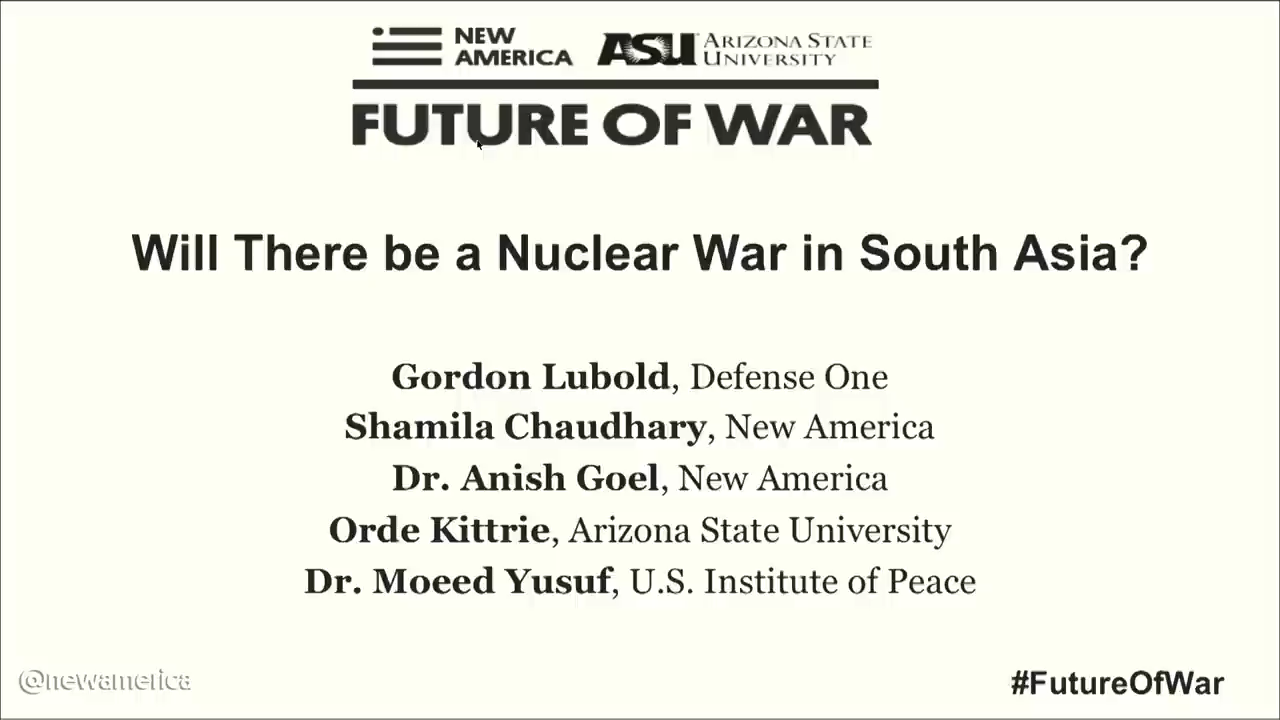 NEW AMERICA
ASU ARIZONA STATE UNIVERSITY
FUTURE OF WAR
Will There be a Nuclear War in South Asia?
Gordon Lubold, Defense One
Shamila Chaudhary, New America
Dr. Anish Goel, New America
Orde Kittrie, Arizona State University
Dr. Moeed Yusuf, U.S. Institute of Peace
@newamerica
#FutureOfWar